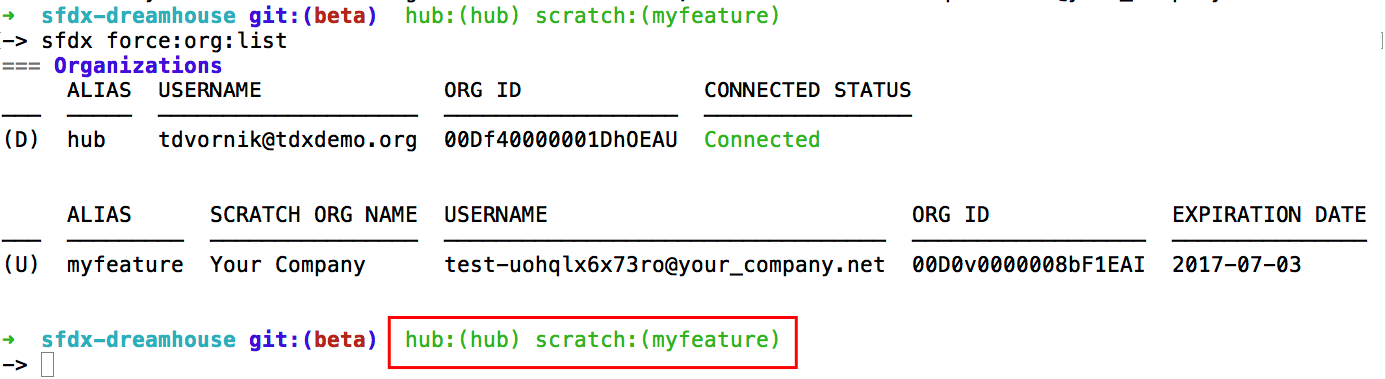 ➜ sfdx-dreamhouse git:(beta) hub:(hub) scratch:(myfeature)
-> sfdx force:org:list
=== Organizations
ALIAS USERNAME ORG ID CONNECTED STATUS
(D) hub tdvornik@tdxdemo.org 00Df40000001DhOEAU Connected
ALIAS SCRATCH ORG NAME USERNAME ORG ID EXPIRATION DATE
(U) myfeature Your Company test-uohqlx6x73ro@your_company.net 00D0v0000008bF1EAI 2017-07-03
➜ sfdx-dreamhouse git:(beta) hub:(hub) scratch:(myfeature)
->